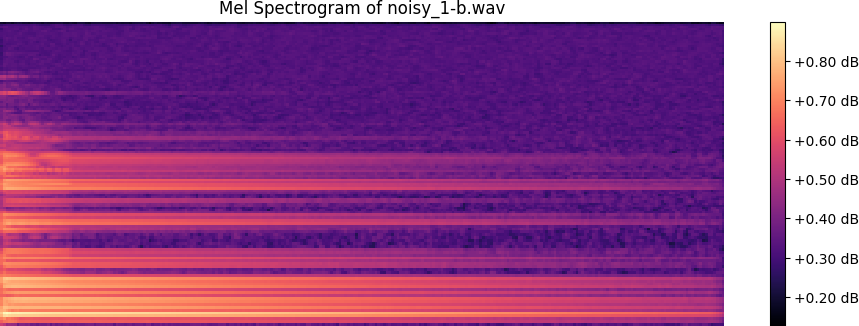 Mel Spectrogram of noisy_1-b.wav
+0.80 dB
+0.70 dB
+0.60 dB
+0.50 dB
+0.40 dB
+0.30 dB
+0.20 dB